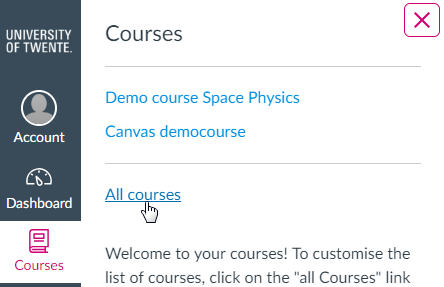 UNIVERSITY
OF TWENTE.
Account
Dashboard
Courses
Courses
Demo course Space Physics
Canvas democourse
All courses
Welcome to your courses! To customise the
list of courses, click on the "all Courses" link